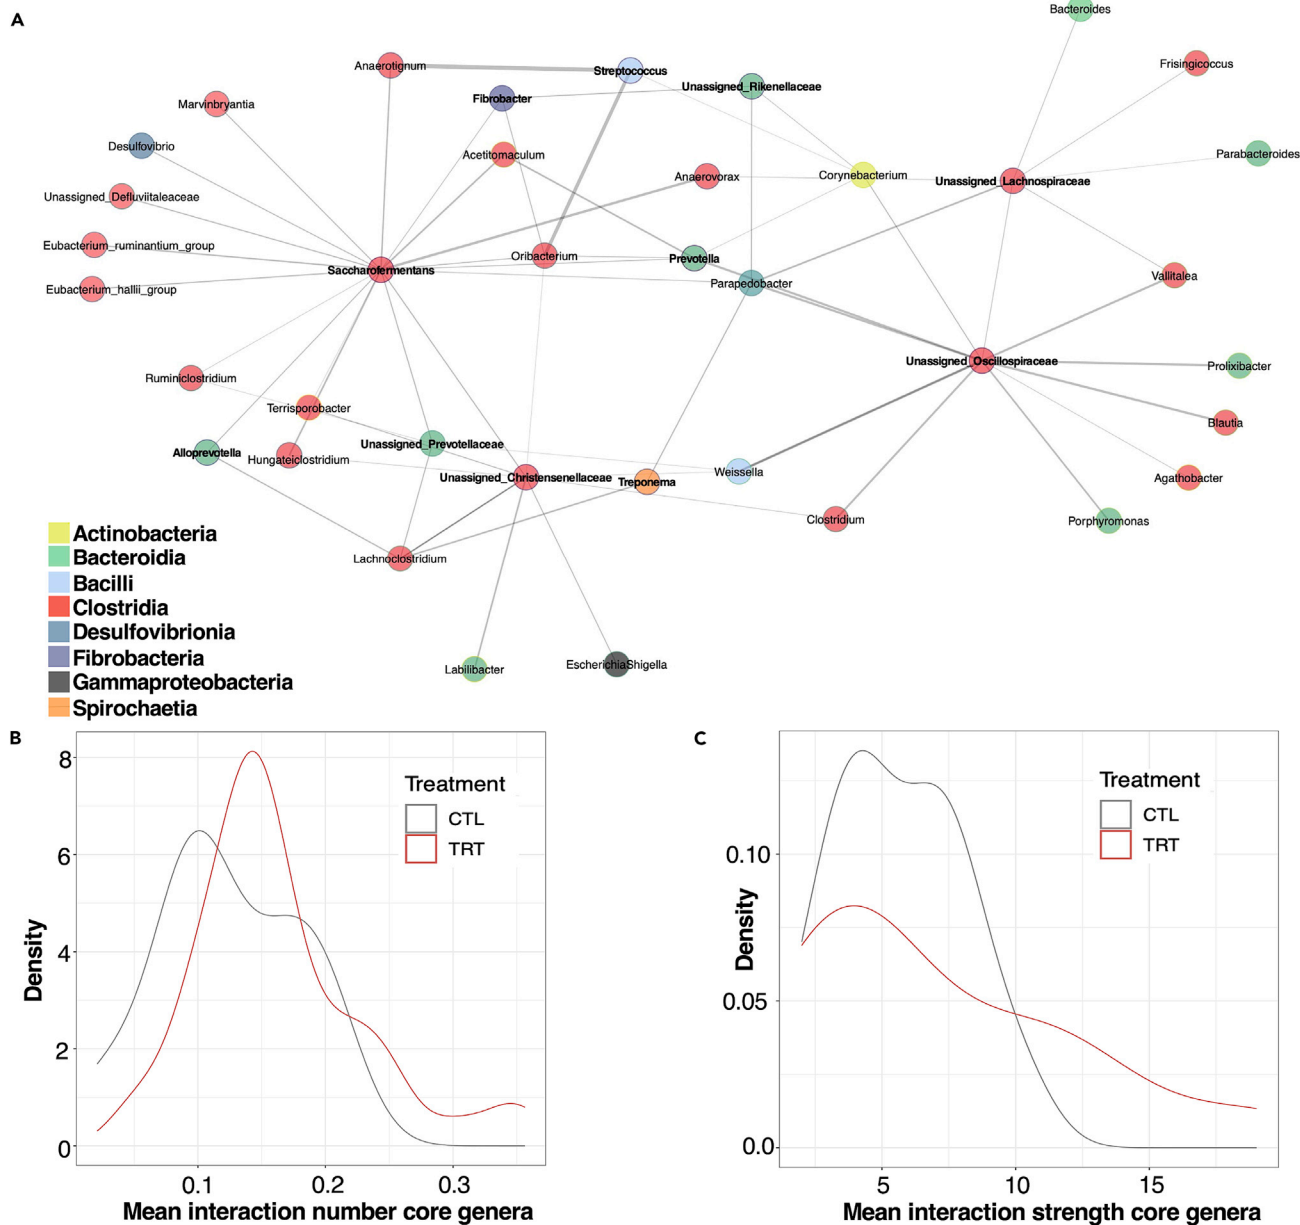 A
Bacteroides
Anaerotignum
Streptococcus
Frisingicoccus
Fibrobacter
Unassigned_Rikenellaceae
Marvinbryantia
Desulfovibrio
Acetitomaculum
Parabacteroides
Anaerovorax
Corynebacterium
Unassigned_Lachnospiraceae
Unassigned_Defluviitaleaceae
Eubacterium_ruminantium_group
Oribacterium
Prevotella
Saccharofermentans
Parapedobacter
Vallitalea
Eubacterium_hallii_group
Unassigned_Oscillospiraceae
Prolixibacter
Ruminiclostridium
Terrisporobacter
Blautia
Alloprevotella
Unassigned_Prevotellaceae
Hungateiclostridium
Unassigned_Christensenellaceae
Treponema
Weissella
Agathobacter
Clostridium
Porphyromonas
Lachnoclostridium
Labilibacter
EscherichiaShigella
Actinobacteria
Bacteroidia
Bacilli
Clostridia
Desulfovibrionia
Fibrobacteria
Gammaproteobacteria
Spirochaetia
B
8
6
4
2
0
Density
Treatment
CTL
TRT
0.1
0.2
0.3
Mean interaction number core genera
C
0.10
0.05
0.0
Density
Treatment
CTL
TRT
5
10
15
Mean interaction strength core genera